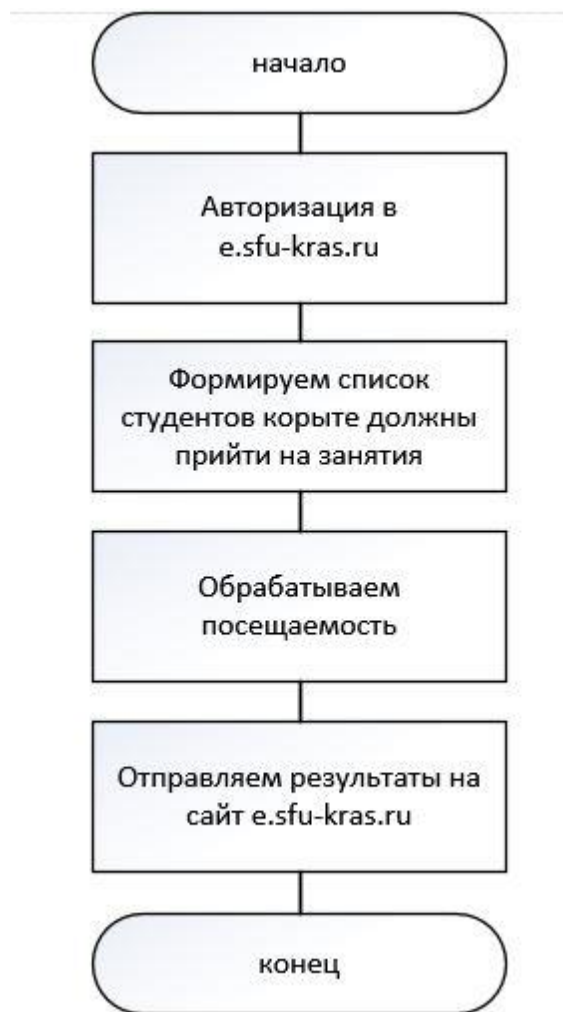 начало
Авторизация в
e.sfu-kras.ru
Формируем список
студентов корыте должны
прийти на занятия
Обрабатываем
посещаемость
Отправляем результаты на
сайт e.sfu-kras.ru
конец